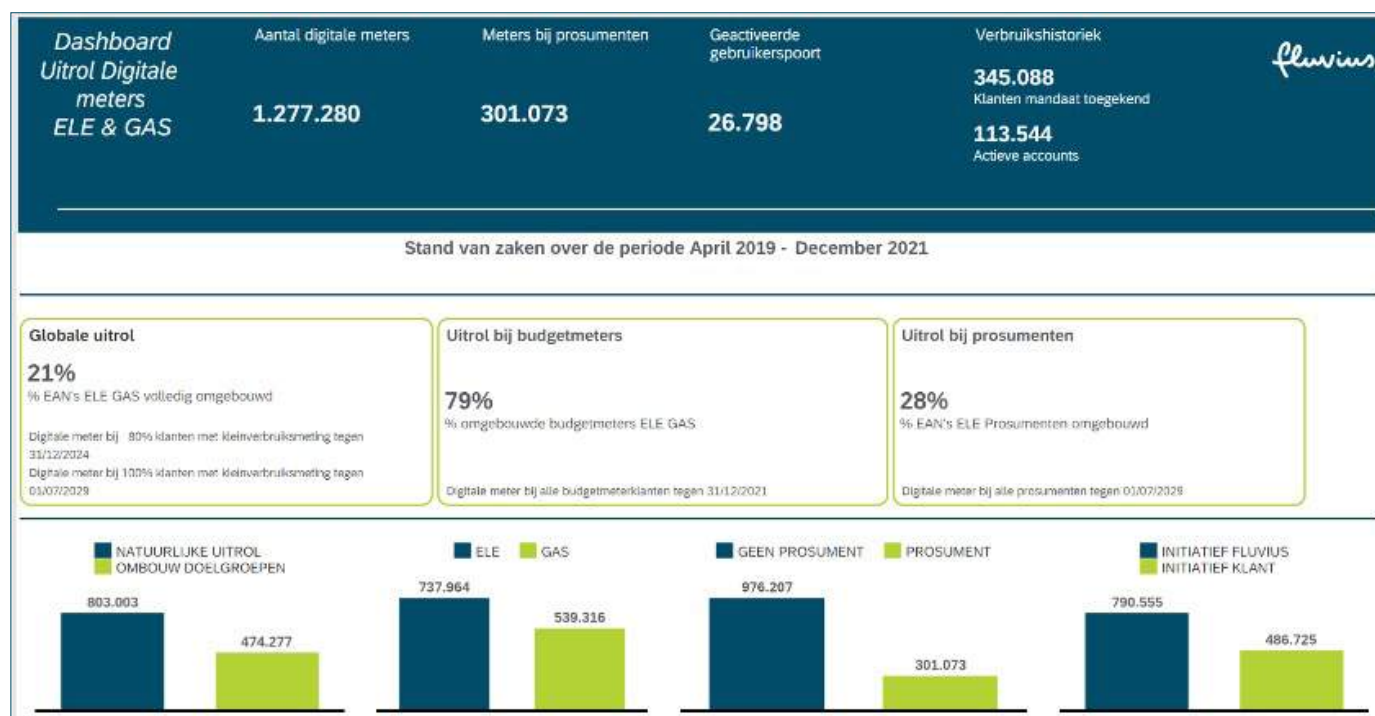 Dashboard
Uitrol Digitale
meters
ELE & GAS
Aantal digitale meters
1.277.280
Meters bij prosumenten
301.073
Geactiveerde
gebruikerspoort
26.798
Verbruikshistoriek
345.088
Klanten mandaat toegekend
113.544
Actieve accounts
fluvius
Stand van zaken over de periode April 2019 - December 2021
Globale uitrol
21%
% EAN's ELE GAS volledig omgebouwd
Digitale meter bij 80% klanten met kleinverbruiksmeting tegen
31/12/2024
Digitale meter bij 100% klanten met kleinverbruiksmeting tegen
01/07/2029
Uitrol bij budgetmeters
79%
% omgebouwde budgetmeters ELE GAS
Digitale meter bij alle budgetmeterklanten tegen 31/12/2021
Uitrol bij prosumenten
28%
% EAN's ELE Prosumenten omgebouwd
Digitale meter bij alle prosumenten tegen 01/07/2029
NATUURLIJKE UITROL
OMBOUW DOELGROEPEN
803.003
474.277
ELE GAS
737.964
539.316
GEEN PROSUMENT PROSUMENT
976.207
301.073
INITIATIEF FLUVIUS
INITIATIEF KLANT
790.555
486.725